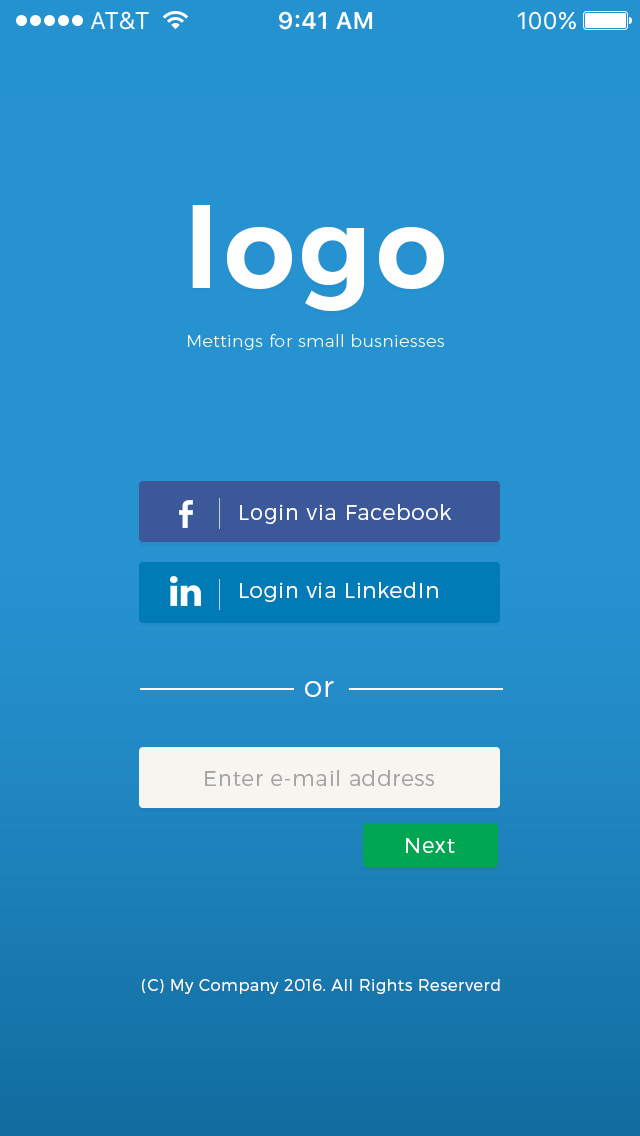 AT&T 9:41 AM 100%
logo
Mettings for small busniesses
f Login via Facebook
in Login via LinkedIn
or
Enter e-mail address
Next
(C) My Company 2016. All Rights Reserverd